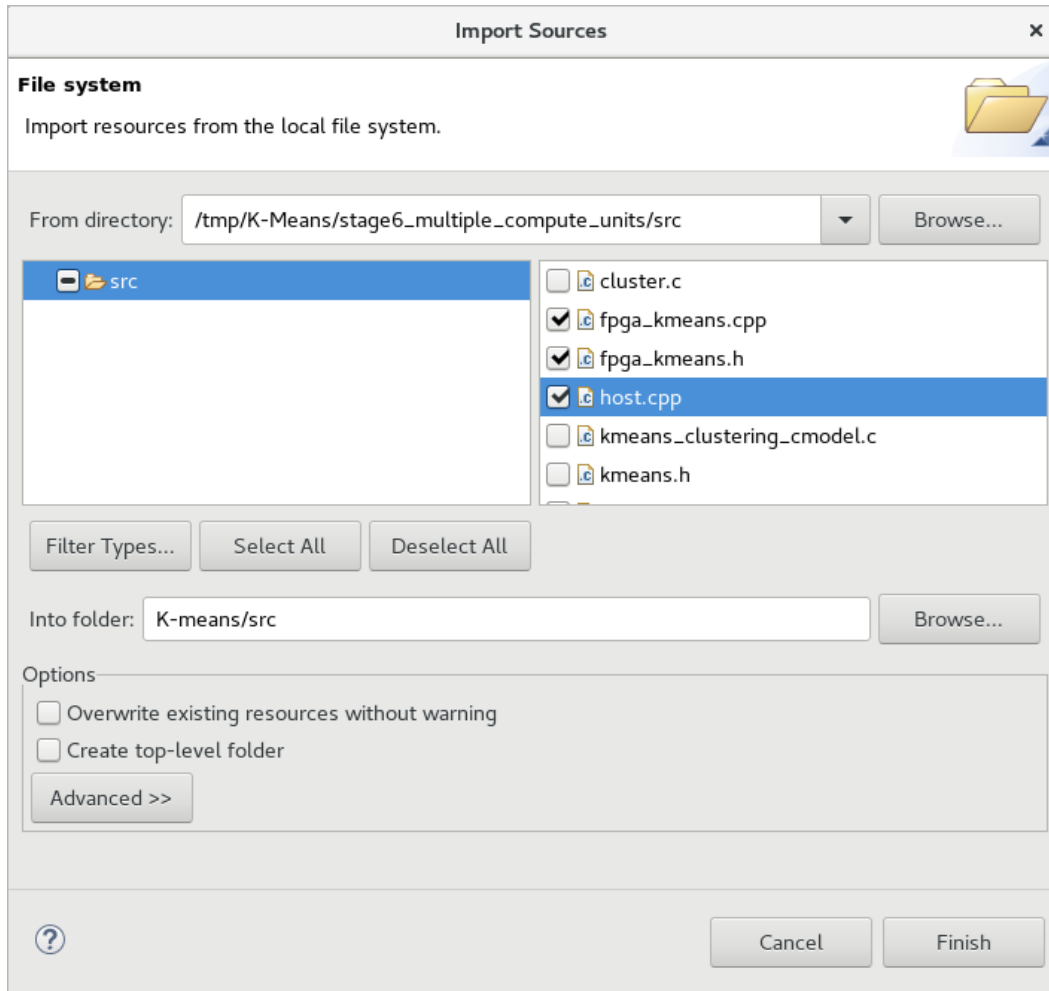 Import Sources
File system
Import resources from the local file system.
From directory: /tmp/K-Means/stage6_multiple_compute_units/src Browse...
src
cluster.c
fpga_kmeans.cpp
fpga_kmeans.h
host.cpp
kmeans_clustering_cmodel.c
kmeans.h
Filter Types... Select All Deselect All
Into folder: K-means/src Browse...
Options
Overwrite existing resources without warning
Create top-level folder
Advanced >>
Cancel Finish